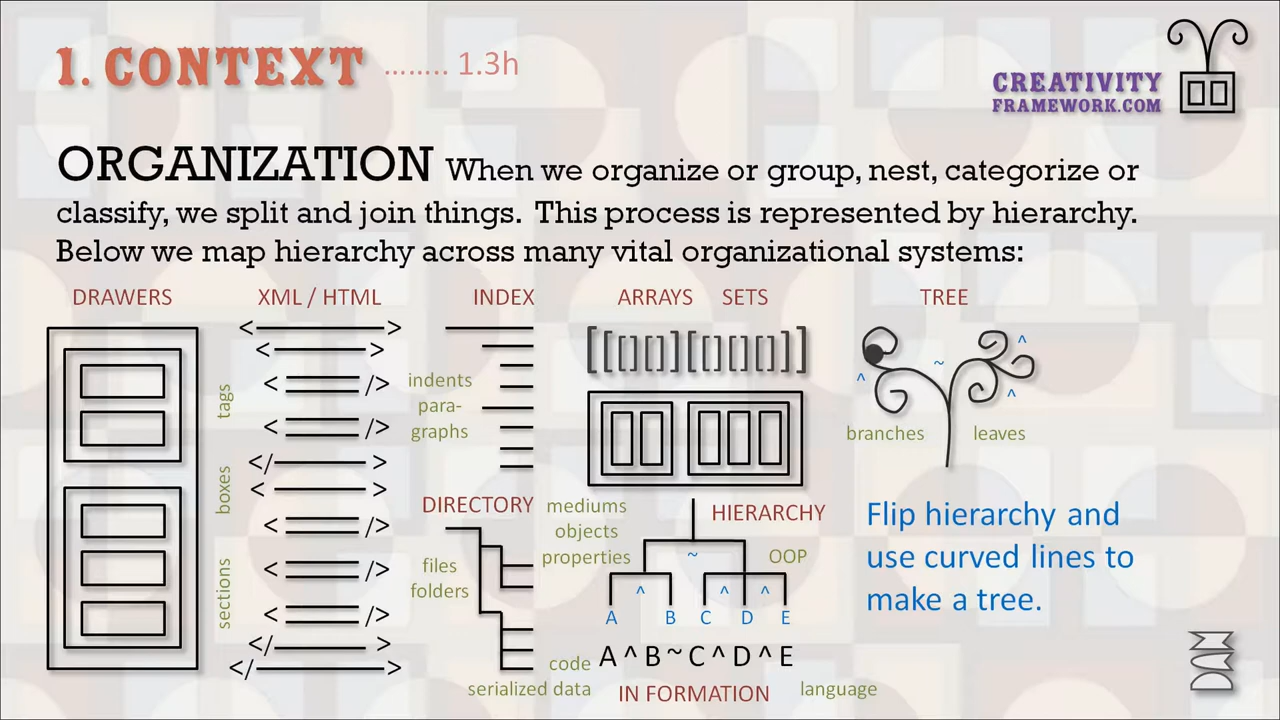 1. CONTEXT ........ 1.3h
CREATIVITY
FRAMEWORK.COM
ORGANIZATION When we organize or group, nest, categorize or
classify, we split and join things. This process is represented by hierarchy.
Below we map hierarchy across many vital organizational systems:
DRAWERS
tags
boxes
sections
XML / HTML
< >
< >
< />
< />
</ >
< >
< />
< />
< />
</ >
</ >
INDEX
indents
para-
graphs
DIRECTORY
files
folders
ARRAYS SETS
[[[][]][[][][]]]
mediums
objects
properties
HIERARCHY
OOP
~
^ ^ ^
A B C D E
code A ^ B ~ C ^ D ^ E
serialized data IN FORMATION language
TREE
^ ~ ^ ^
branches leaves
Flip hierarchy and
use curved lines to
make a tree.